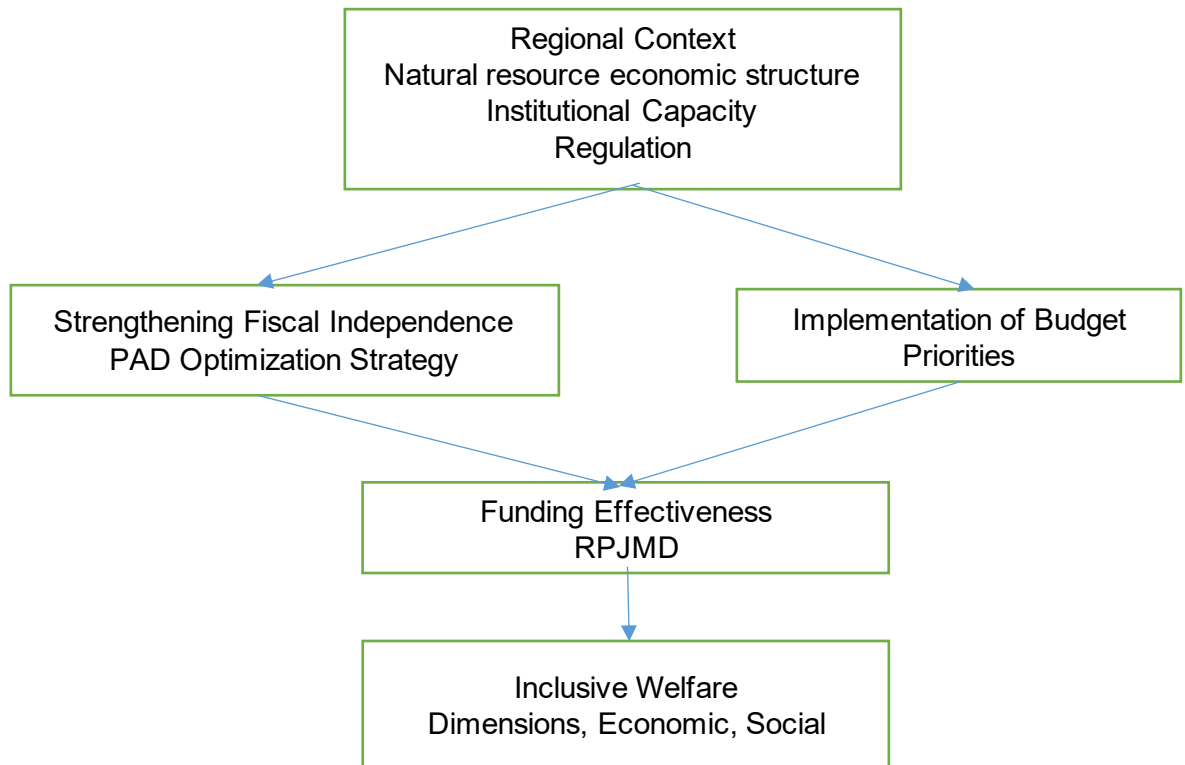 Regional Context
Natural resource economic structure
Institutional Capacity
Regulation
Strengthening Fiscal Independence
PAD Optimization Strategy
Implementation of Budget
Priorities
Funding Effectiveness
RPJMD
Inclusive Welfare
Dimensions, Economic, Social